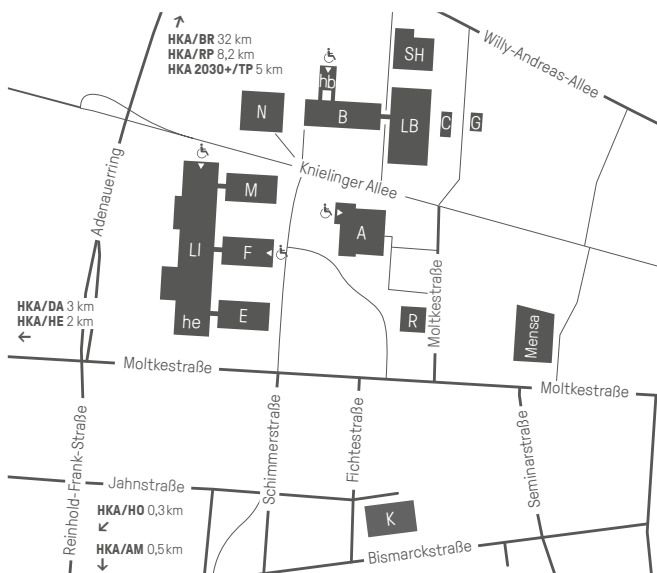 HKA/BR 32 km
HKA/RP 8,2 km
HKA 2030+/TP 5 km
Willy-Andreas-Allee
SH
hb
N
B
LB
C
G
Knielinger Allee
Adenauerring
M
A
LI
F
HKA/DA 3 km
HKA/HE 2 km
he
E
R
Moltkestraße
Mensa
Moltkestraße
Moltkestraße
Reinhold-Frank-Straße
Schimmerstraße
Fichtestraße
Seminarstraße
Jahnstraße
HKA/HO 0,3 km
K
HKA/AM 0,5 km
Bismarckstraße